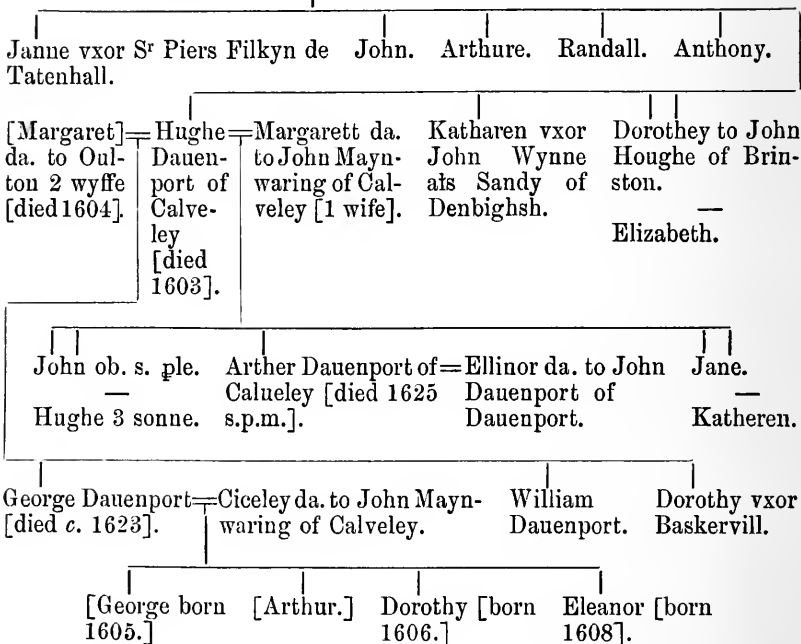 Janne vxor Sʳ Piers Filkyn de Tatenhall.
John.
Arthure.
Randall.
Anthony.
[Margaret]
da. to Oul-
ton 2 wyffe
[died 1604].
Hughe
Dauen-
port of
Calve-
ley
[died
1603].
Margarett da.
to John Mayn-
waring of Cal-
veley [1 wife].
Katharen vxor
John Wynne
ałs Sandy of
Denbighsh.
Dorothey to John
Houghe of Brin-
ston.
—
Elizabeth.
John ob. s. ꝑle.
—
Hughe 3 sonne.
Arther Dauenport of
Calueley [died 1625
s.p.m.].
Ellinor da. to John
Dauenport of
Dauenport.
Jane.
—
Katheren.
George Dauenport
[died c. 1623].
Ciceley da. to John Mayn-
waring of Calveley.
William
Dauenport.
Dorothy vxor
Baskervill.
[George born
1605.]
[Arthur.]
Dorothy [born
1606.]
Eleanor [born
1608].